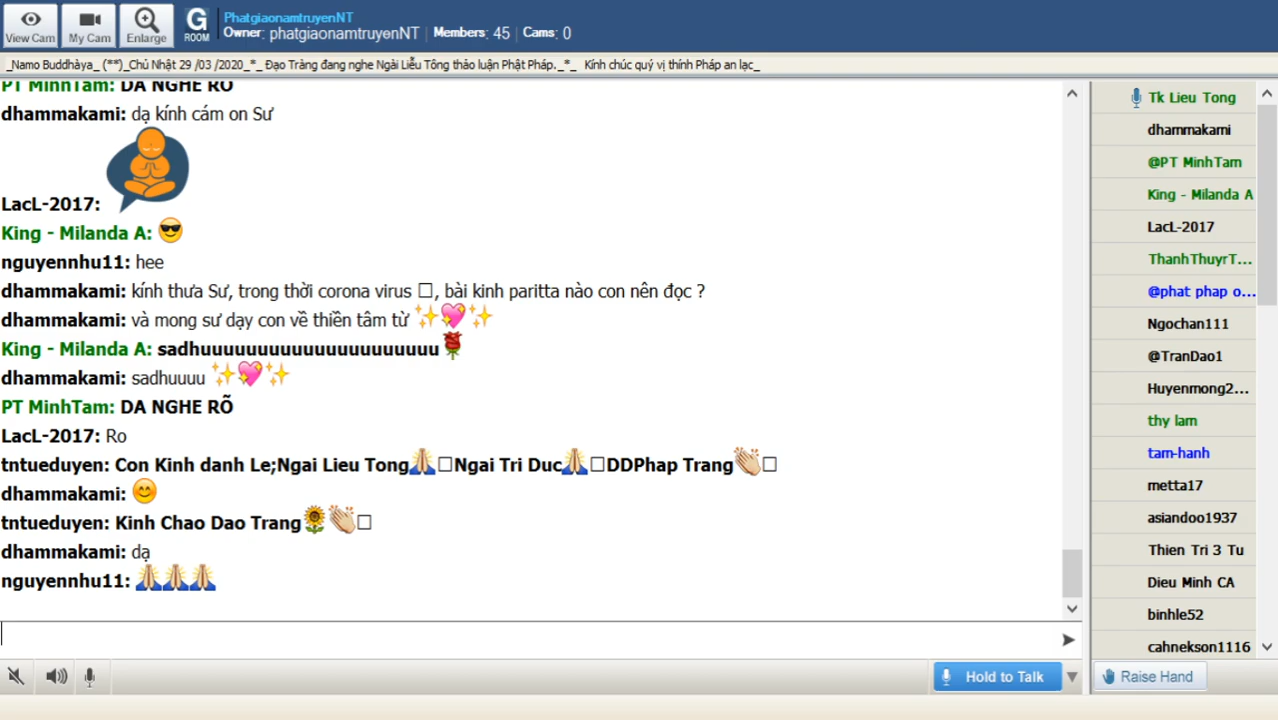 View Cam
My Cam
Enlarge
G
ROOM
PhatgiaonamtruyenNT
Owner: phatgiaonamtruyenNT | Members: 45 | Cams: 0
_Namo Buddhàya_ (**)_Chủ Nhật 29 /03 /2020_*_ Đạo Tràng đang nghe Ngài Liễu Tông thảo luận Phật Pháp._*_ Kính chúc quý vị thính Pháp an lạc_
PT MinhTam: DA NGHE RO
dhammakami: dạ kính cám on Sư
LacL-2017:
King - Milanda A: 😎
nguyennhu11: hee
dhammakami: kính thưa Sư, trong thời corona virus □, bài kinh paritta nào con nên đọc ?
dhammakami: và mong sư dạy con về thiền tâm từ ✨💖✨
King - Milanda A: sadhuuuuuuuuuuuuuuuuuuuuuu🌹
dhammakami: sadhuuuu ✨💖✨
PT MinhTam: DA NGHE RÕ
LacL-2017: Ro
tntueduyen: Con Kinh danh Le;Ngai Lieu Tong🙏□Ngai Tri Duc🙏□DDPhap Trang👏□
dhammakami: 😊
tntueduyen: Kinh Chao Dao Trang🌻👏□
dhammakami: dạ
nguyennhu11: 🙏🙏🙏
Hold to Talk
Tk Lieu Tong
dhammakami
@PT MinhTam
King - Milanda A
LacL-2017
ThanhThuyrT...
@phat phap o...
Ngochan111
@TranDao1
Huyenmong2...
thy lam
tam-hanh
metta17
asiandoo1937
Thien Tri 3 Tu
Dieu Minh CA
binhle52
cahnekson1116
Raise Hand